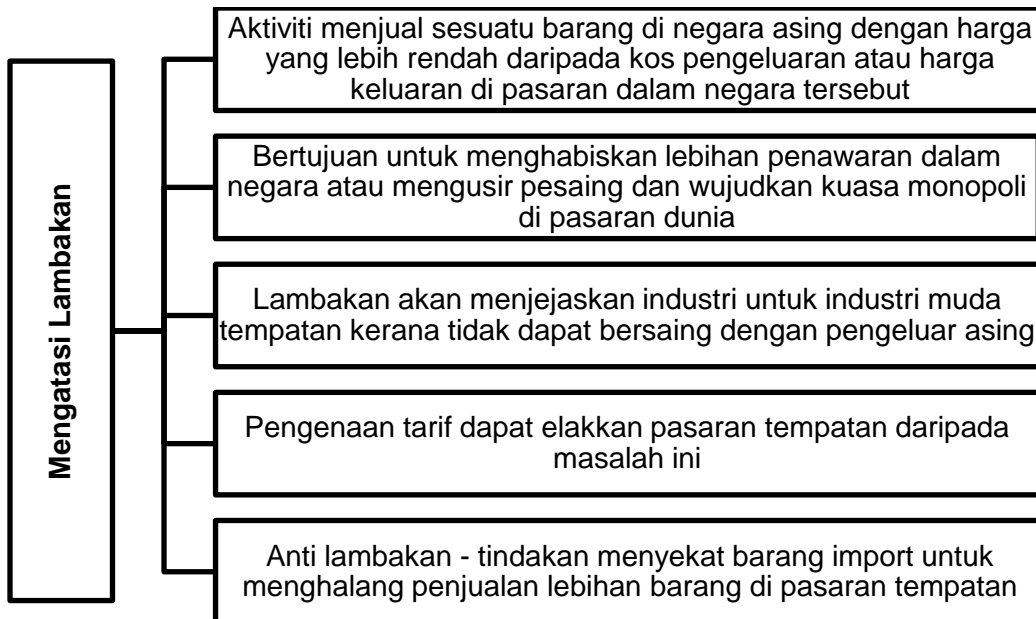 Mengatasi Lambakan
Aktiviti menjual sesuatu barang di negara asing dengan harga
yang lebih rendah daripada kos pengeluaran atau harga
keluaran di pasaran dalam negara tersebut
Bertujuan untuk menghabiskan lebihan penawaran dalam
negara atau mengusir pesaing dan wujudkan kuasa monopoli
di pasaran dunia
Lambakan akan menjejaskan industri untuk industri muda
tempatan kerana tidak dapat bersaing dengan pengeluar asing
Pengenaan tarif dapat elakkan pasaran tempatan daripada
masalah ini
Anti lambakan - tindakan menyekat barang import untuk
menghalang penjualan lebihan barang di pasaran tempatan